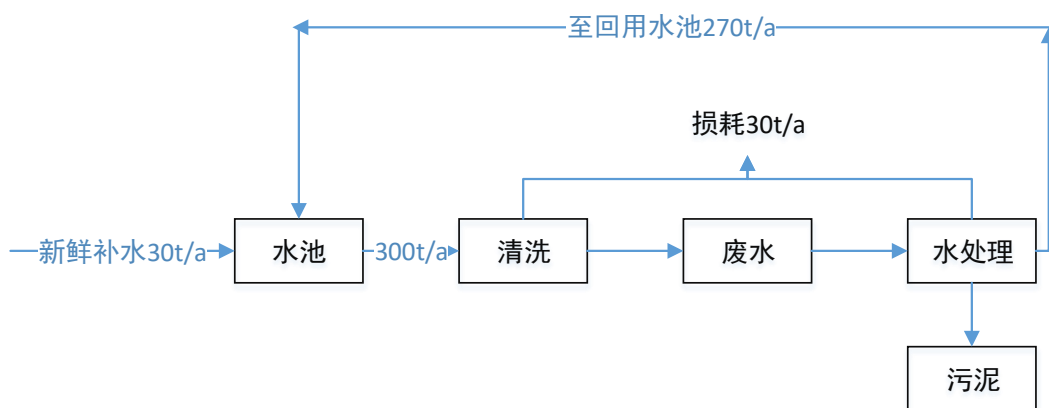 至回用水池270t/a
损耗30t/a
新鲜补水30t/a
水池
300t/a
清洗
废水
水处理
污泥